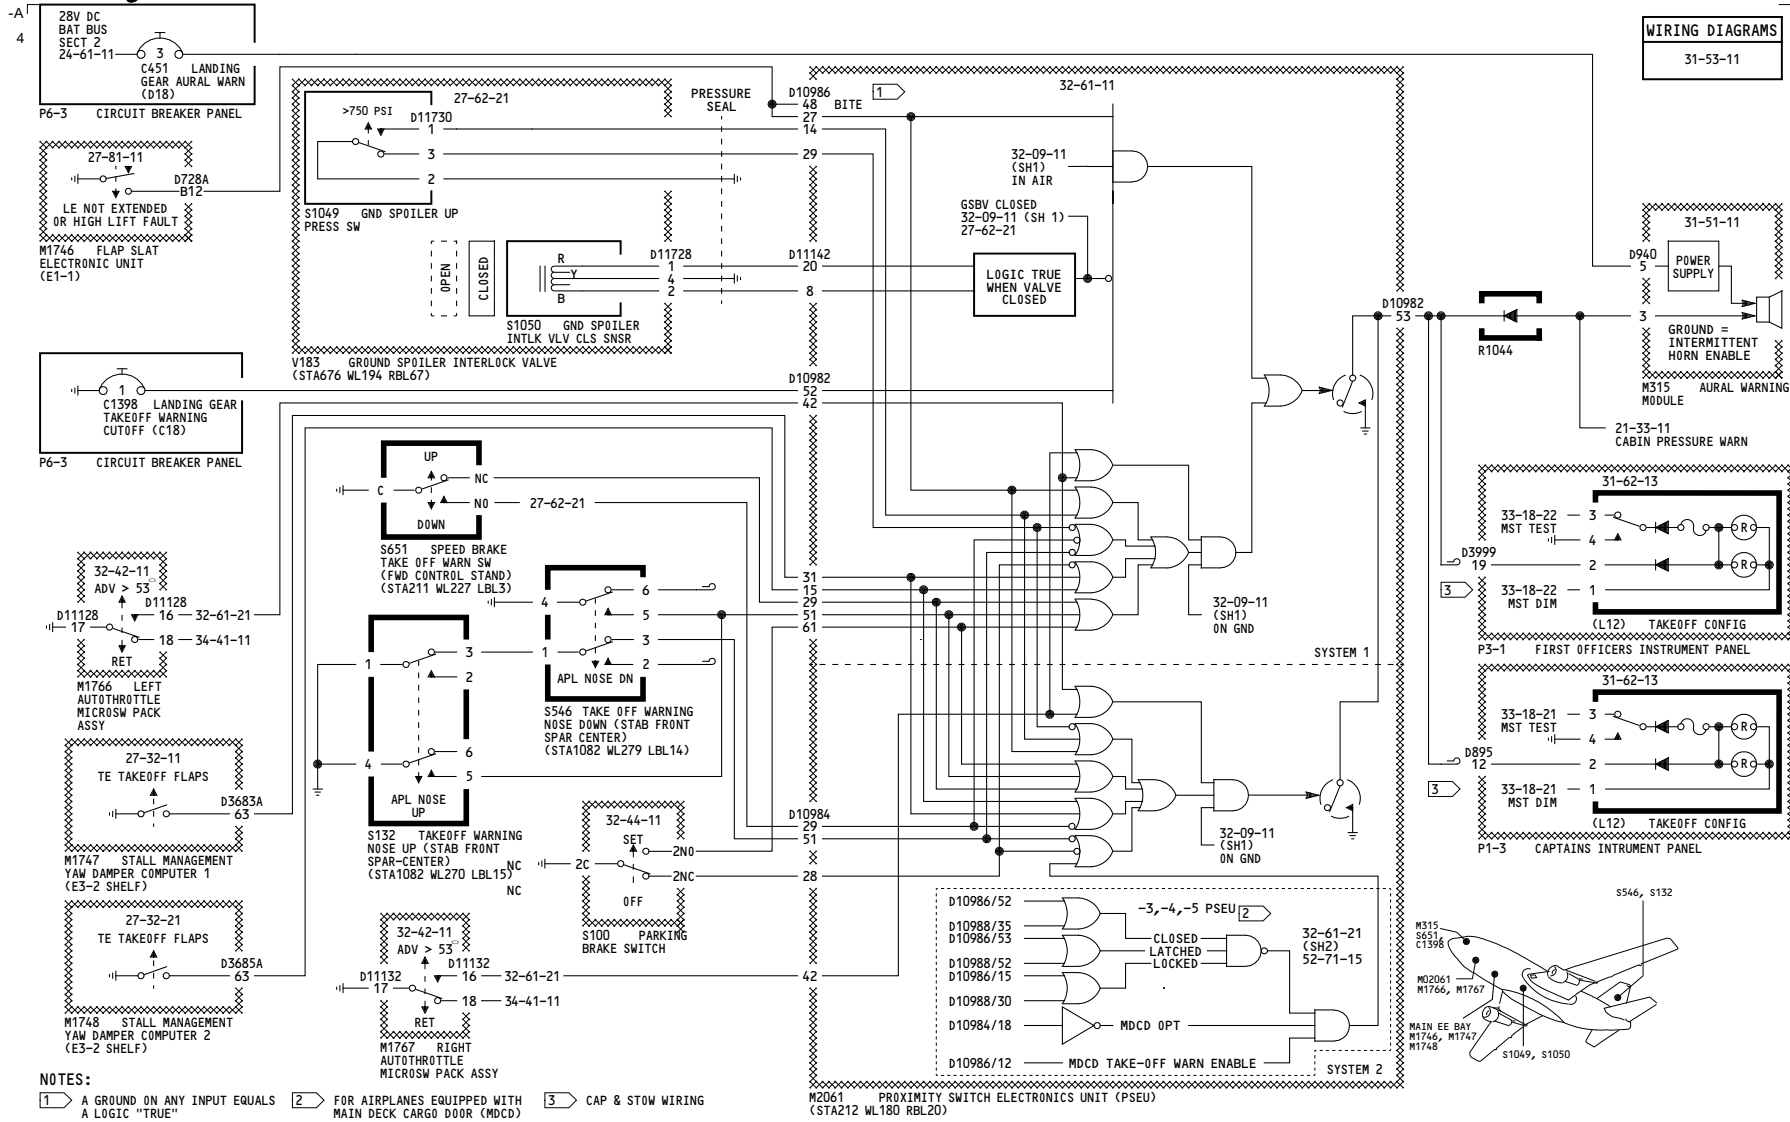 -A
4
28V DC
BAT BUS
SECT 2
24-61-11
3
C451 LANDING
GEAR AURAL WARN
(D18)
P6-3 CIRCUIT BREAKER PANEL
27-81-11
D728A
B12
LE NOT EXTENDED
OR HIGH LIFT FAULT
M1746 FLAP SLAT
ELECTRONIC UNIT
(E1-1)
1
C1398 LANDING GEAR
TAKEOFF WARNING
CUTOFF (C18)
P6-3 CIRCUIT BREAKER PANEL
27-62-21
>750 PSI
D11730
1
3
2
S1049 GND SPOILER UP
PRESS SW
PRESSURE
SEAL
OPEN
CLOSED
R
Y
B
D11728
1
4
2
S1050 GND SPOILER
INTLK VLV CLS SNSR
V183 GROUND SPOILER INTERLOCK VALVE
(STA676 WL194 RBL67)
UP
C
NC
NO
27-62-21
DOWN
S651 SPEED BRAKE
TAKE OFF WARN SW
(FWD CONTROL STAND)
(STA211 WL227 LBL3)
32-42-11
ADV > 53°
D11128
17
D11128
16
32-61-21
18
34-41-11
RET
M1766 LEFT
AUTOTHROTTLE
MICROSW PACK
ASSY
1
3
2
4
6
5
APL NOSE
UP
S132 TAKEOFF WARNING
NOSE UP (STAB FRONT
SPAR-CENTER)
(STA1082 WL270 LBL15)
NC
NC
4
6
5
1
3
2
APL NOSE DN
S546 TAKE OFF WARNING
NOSE DOWN (STAB FRONT
SPAR CENTER)
(STA1082 WL279 LBL14)
27-32-11
TE TAKEOFF FLAPS
D3683A
63
M1747 STALL MANAGEMENT
YAW DAMPER COMPUTER 1
(E3-2 SHELF)
27-32-21
TE TAKEOFF FLAPS
D3685A
63
M1748 STALL MANAGEMENT
YAW DAMPER COMPUTER 2
(E3-2 SHELF)
32-44-11
SET
2C
2NO
2NC
OFF
S100 PARKING
BRAKE SWITCH
32-42-11
ADV > 53°
D11132
17
D11132
16
32-61-21
18
34-41-11
RET
M1767 RIGHT
AUTOTHROTTLE
MICROSW PACK ASSY
D10986
48 BITE
1
27
14
29
D11142
20
8
D10982
52
42
31
15
29
51
61
D10984
29
51
28
42
32-61-11
32-09-11
(SH1)
IN AIR
GSBV CLOSED
32-09-11 (SH 1)
27-62-21
LOGIC TRUE
WHEN VALVE
CLOSED
32-09-11
(SH1)
ON GND
SYSTEM 1
32-09-11
(SH1)
ON GND
D10986/52
D10988/35
D10986/53
D10988/52
D10986/15
D10988/30
D10984/18
D10986/12
-3,-4,-5 PSEU
2
CLOSED
LATCHED
LOCKED
32-61-21
(SH2)
52-71-15
MDCD OPT
MDCD TAKE-OFF WARN ENABLE
SYSTEM 2
M2061 PROXIMITY SWITCH ELECTRONICS UNIT (PSEU)
(STA212 WL180 RBL20)
WIRING DIAGRAMS
31-53-11
31-51-11
D940
5
POWER
SUPPLY
3
GROUND =
INTERMITTENT
HORN ENABLE
M315 AURAL WARNING
MODULE
D10982
53
R1044
21-33-11
CABIN PRESSURE WARN
31-62-13
33-18-22
MST TEST
3
4
D3999
19
2
3
33-18-22
MST DIM
1
R
R
(L12) TAKEOFF CONFIG
P3-1 FIRST OFFICERS INSTRUMENT PANEL
31-62-13
33-18-21
MST TEST
3
4
D895
12
2
3
33-18-21
MST DIM
1
R
R
(L12) TAKEOFF CONFIG
P1-3 CAPTAINS INTRUMENT PANEL
S546, S132
M315
S651,
C1398
M02061
M1766, M1767
MAIN EE BAY
M1746, M1747
M1748
S1049, S1050
NOTES:
1 A GROUND ON ANY INPUT EQUALS
A LOGIC "TRUE"
2 FOR AIRPLANES EQUIPPED WITH
MAIN DECK CARGO DOOR (MDCD)
3 CAP & STOW WIRING